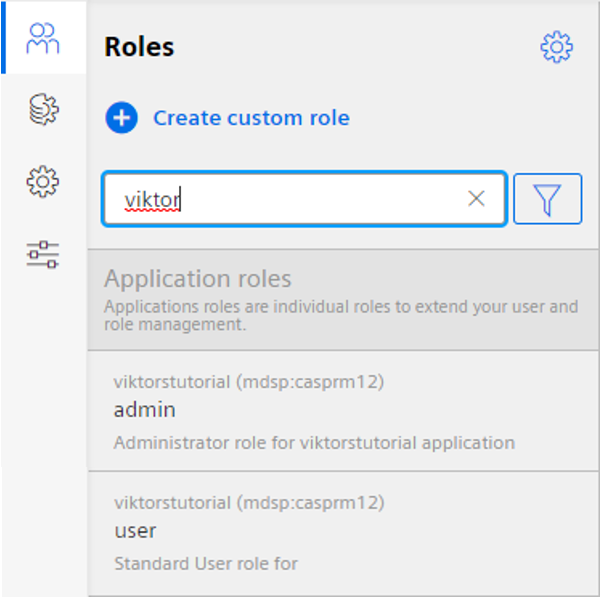 Roles
Create custom role
viktor
Application roles
Applications roles are individual roles to extend your user and
role management.
viktorstutorial (mdsp:casprm12)
admin
Administrator role for viktorstutorial application
viktorstutorial (mdsp:casprm12)
user
Standard User role for